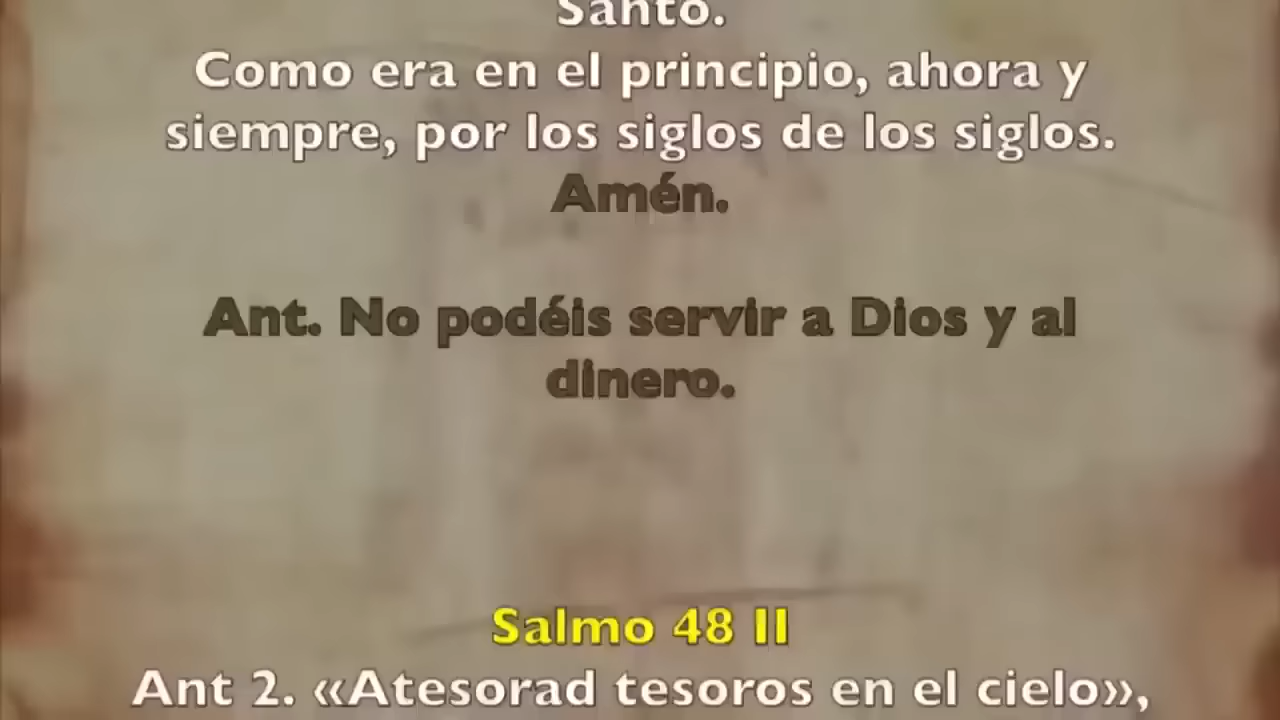 Santo.
Como era en el principio, ahora y
siempre, por los siglos de los siglos.
Amén.
Ant. No podéis servir a Dios y al
dinero.
Salmo 48 II
Ant 2. «Atesorad tesoros en el cielo»,